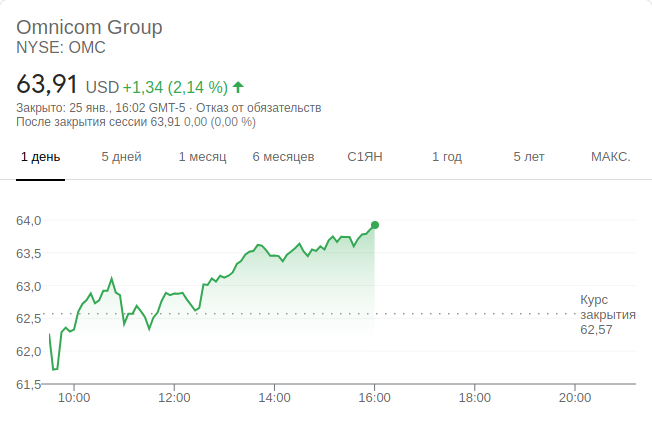 Omnicom Group
NYSE: OMC
63,91 USD +1,34 (2,14 %)
Закрыто: 25 янв., 16:02 GMT-5 · Отказ от обязательств
После закрытия сессии 63,91 0,00 (0,00 %)
1 день 5 дней 1 месяц 6 месяцев С1ЯН 1 год 5 лет МАКС.
64,0
63,5
63,0
62,5
62,0
61,5
Курс
закрытия
62,57
10:00 12:00 14:00 16:00 18:00 20:00